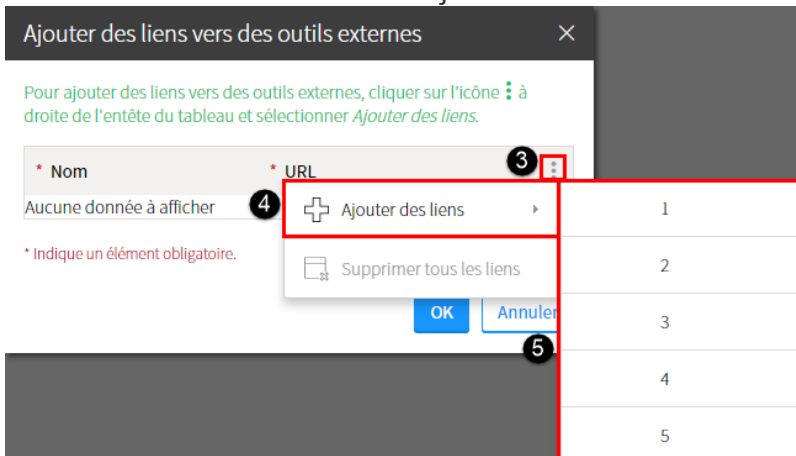 Ajouter des liens vers des outils externes
Pour ajouter des liens vers des outils externes, cliquer sur l'icône à
droite de l'entête du tableau et sélectionner Ajouter des liens.
* Nom
* URL
3
Aucune donnée à afficher
4
Ajouter des liens
1
* Indique un élément obligatoire.
Supprimer tous les liens
2
OK
Annuler
3
5
4
5